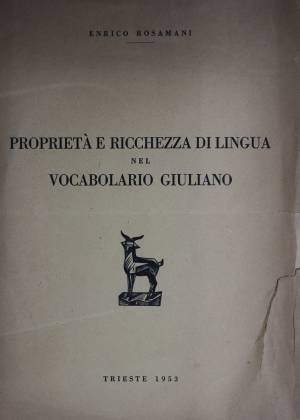 ENRICO ROSAMANI
PROPRIETÀ E RICCHEZZA DI LINGUA
NEL
VOCABOLARIO GIULIANO
TRIESTE 1953